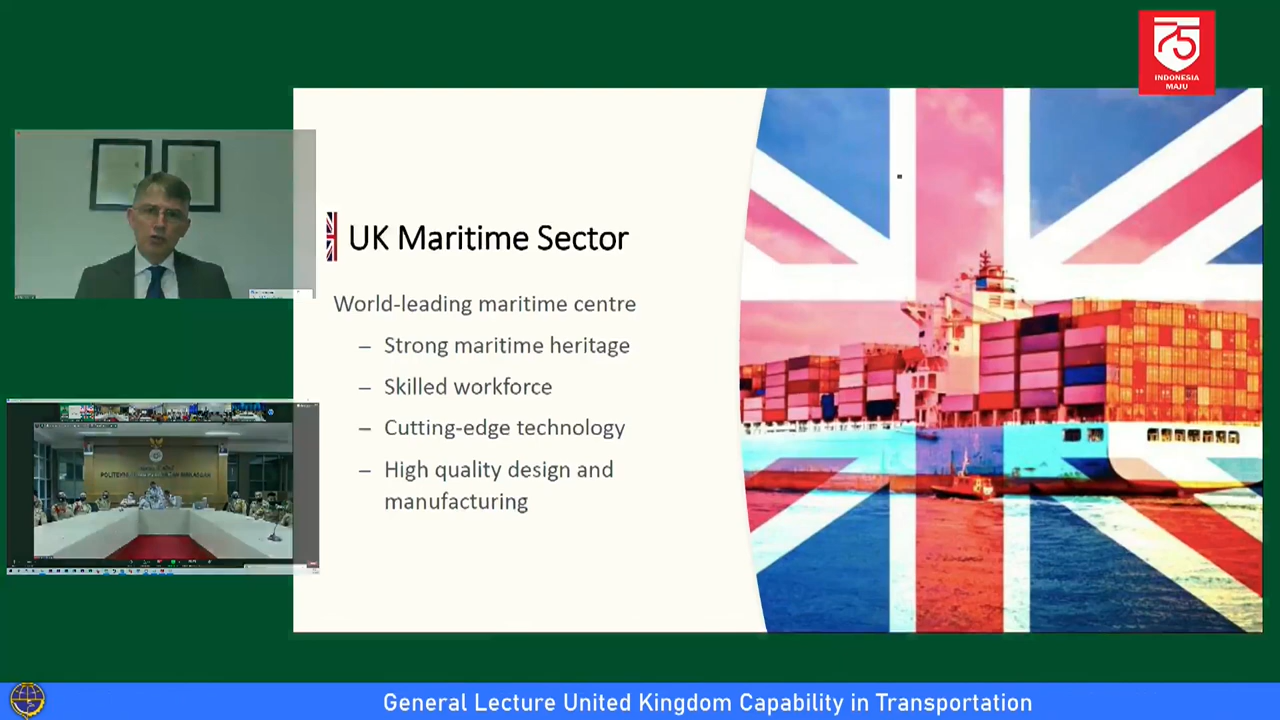 75
INDONESIA
MAJU
UK Maritime Sector
World-leading maritime centre
– Strong maritime heritage
– Skilled workforce
– Cutting-edge technology
– High quality design and
manufacturing
General Lecture United Kingdom Capability in Transportation